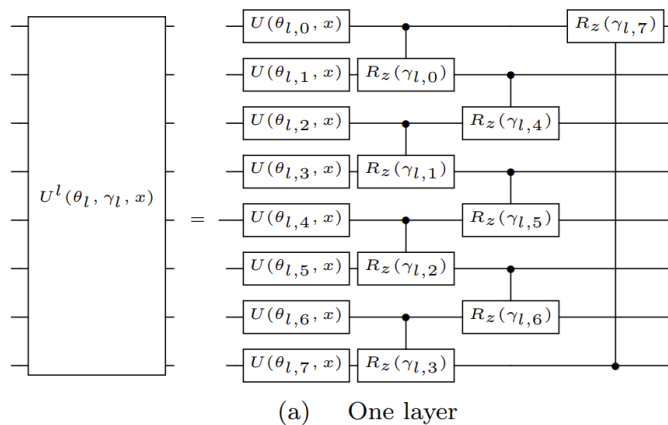 U(θ_{l,0}, x) R_z(γ_{l,7})
U(θ_{l,1}, x) R_z(γ_{l,0})
U(θ_{l,2}, x) R_z(γ_{l,4})
U(θ_{l,3}, x) R_z(γ_{l,1})
U^l(θ_l, γ_l, x) = U(θ_{l,4}, x) R_z(γ_{l,5})
U(θ_{l,5}, x) R_z(γ_{l,2})
U(θ_{l,6}, x) R_z(γ_{l,6})
U(θ_{l,7}, x) R_z(γ_{l,3})
(a) One layer